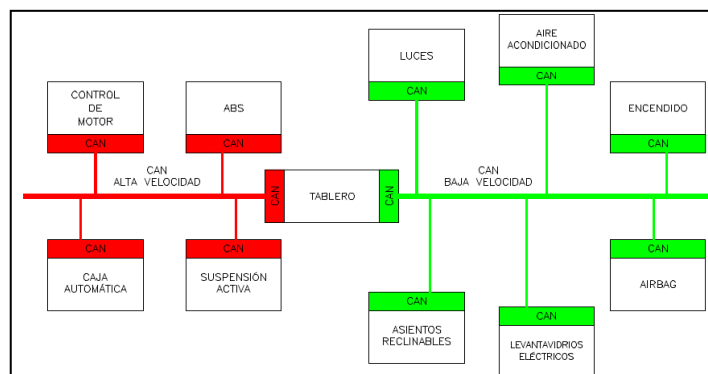 CONTROL
DE
MOTOR
CAN
ABS
CAN
LUCES
CAN
AIRE
ACONDICIONADO
CAN
ENCENDIDO
CAN
CAN
ALTA VELOCIDAD
CAN
TABLERO
CAN
CAN
BAJA VELOCIDAD
CAN
CAJA
AUTOMÁTICA
CAN
SUSPENSIÓN
ACTIVA
CAN
ASIENTOS
RECLINABLES
CAN
LEVANTAVIDRIOS
ELÉCTRICOS
CAN
AIRBAG